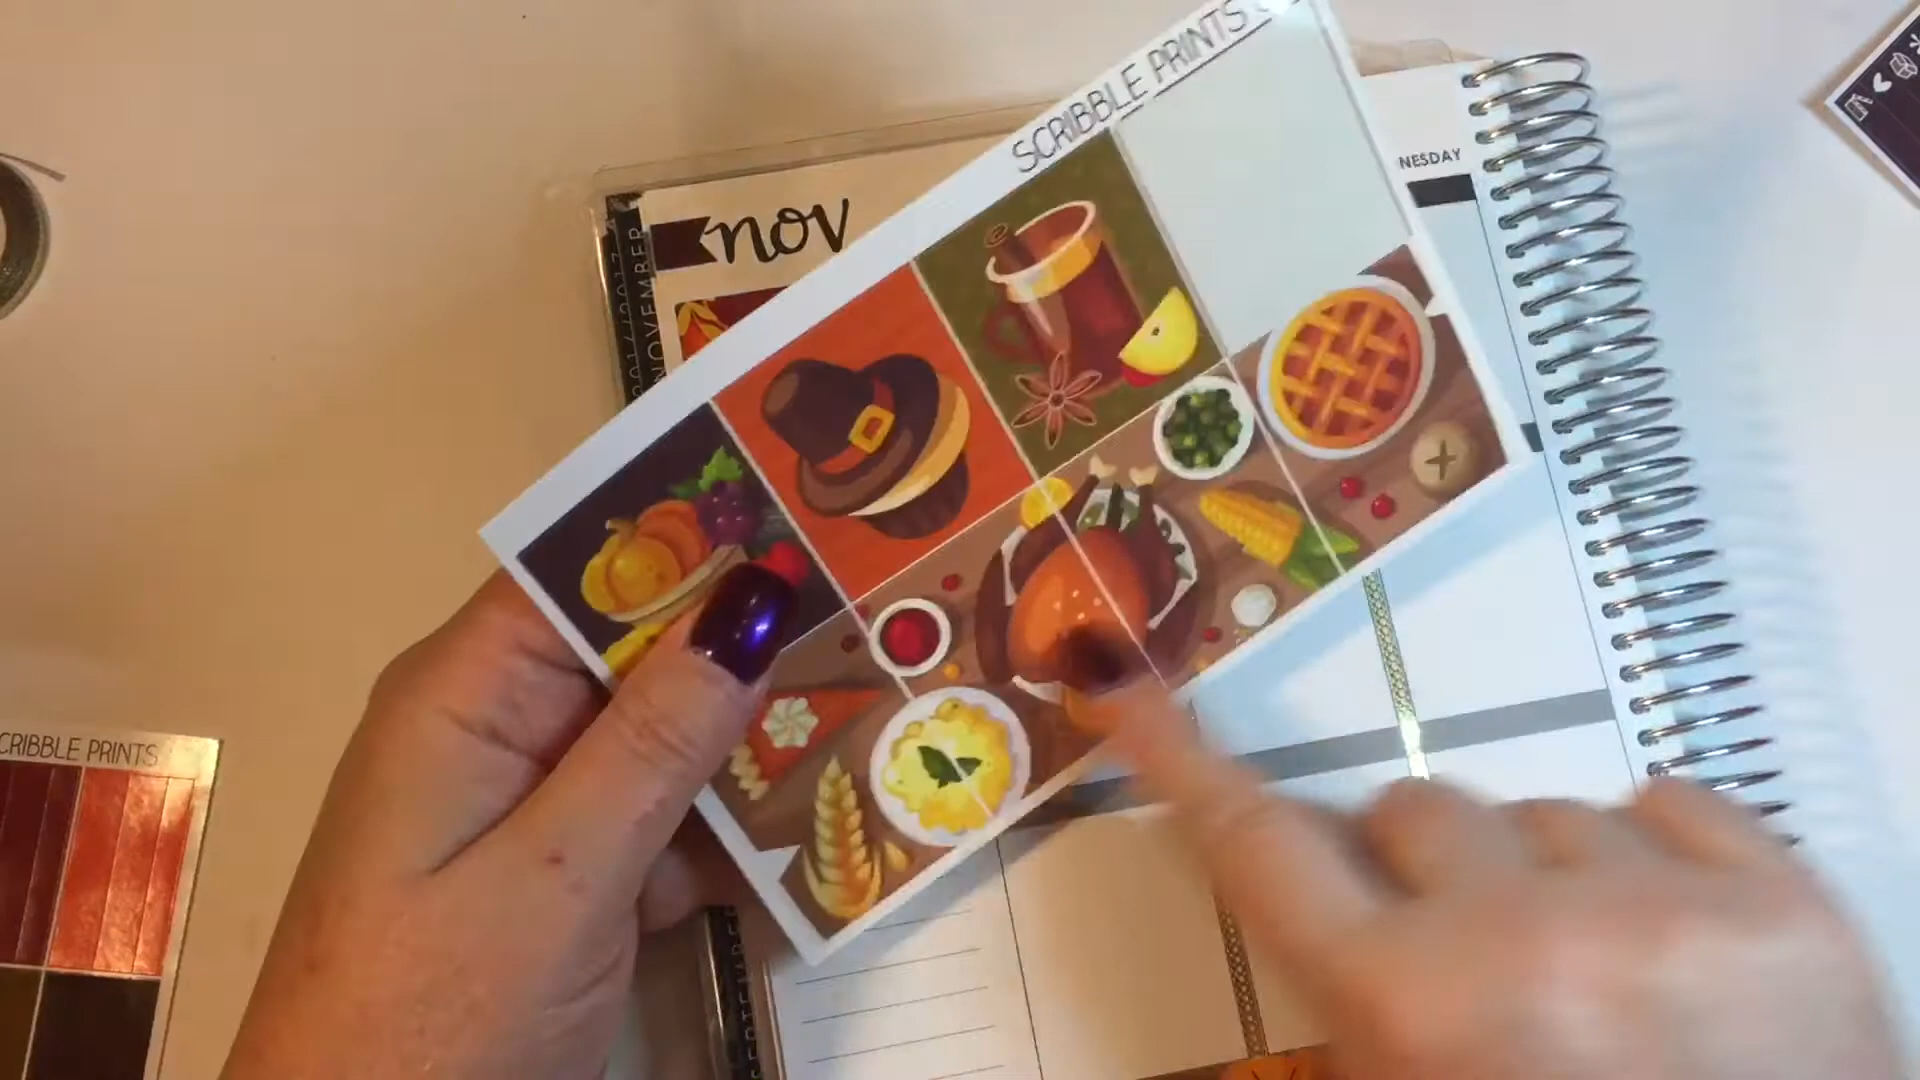 SCRIBBLE PRINTS
NESDAY
nov
NOVEMBER
CRIBBLE PRINTS